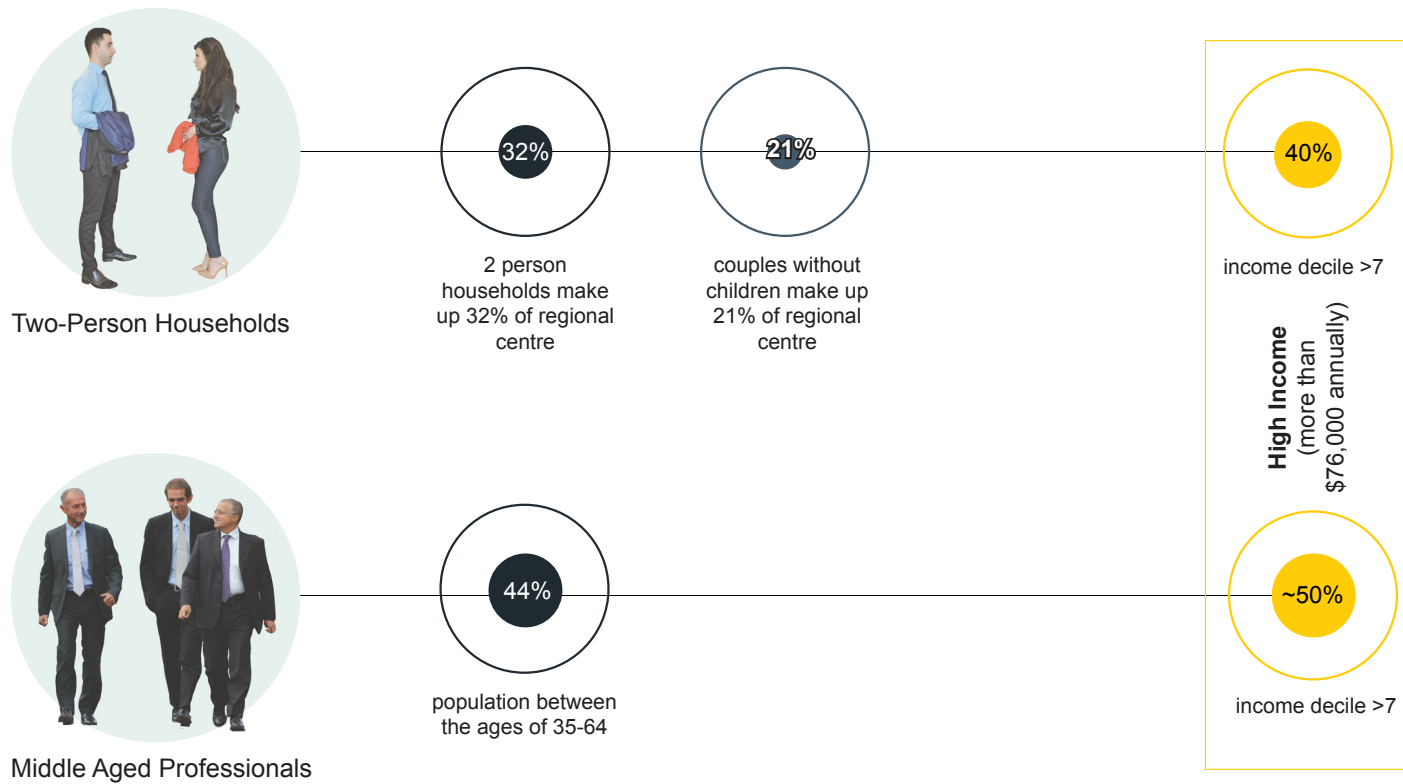 32%
21%
40%
2 person
households make
up 32% of regional
centre
couples without
children make up
21% of regional
centre
income decile >7
Two-Person Households
High Income
(more than
$76,000 annually)
44%
~50%
population between
the ages of 35-64
income decile >7
Middle Aged Professionals